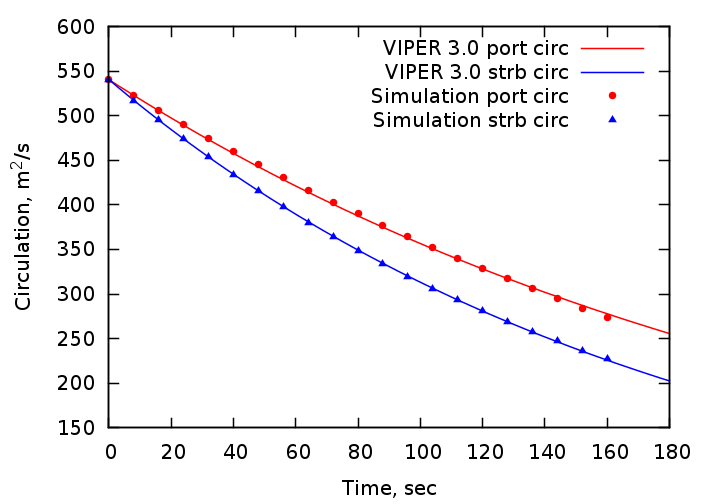 600
550
500
450
400
350
300
250
200
150
Circulation, m²/s
VIPER 3.0 port circ
VIPER 3.0 strb circ
Simulation port circ
Simulation strb circ
0 20 40 60 80 100 120 140 160 180
Time, sec